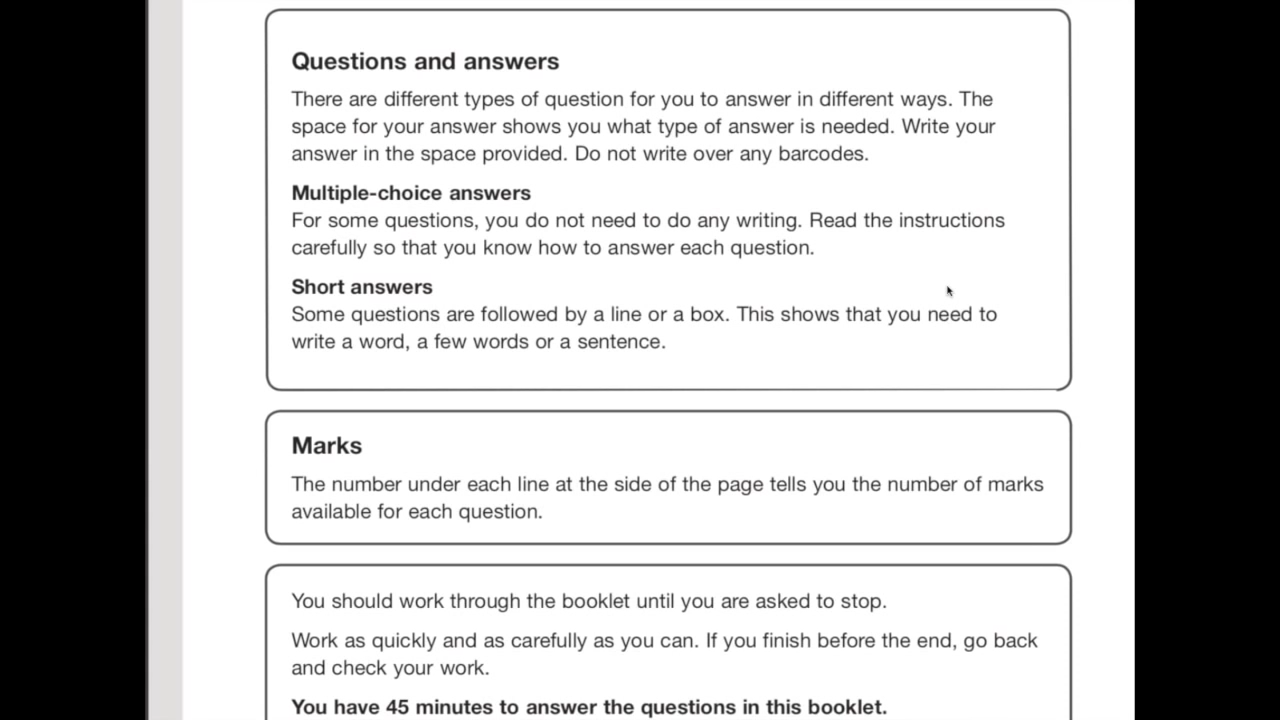 Questions and answers
There are different types of question for you to answer in different ways. The
space for your answer shows you what type of answer is needed. Write your
answer in the space provided. Do not write over any barcodes.
Multiple-choice answers
For some questions, you do not need to do any writing. Read the instructions
carefully so that you know how to answer each question.
Short answers
Some questions are followed by a line or a box. This shows that you need to
write a word, a few words or a sentence.
Marks
The number under each line at the side of the page tells you the number of marks
available for each question.
You should work through the booklet until you are asked to stop.
Work as quickly and as carefully as you can. If you finish before the end, go back
and check your work.
You have 45 minutes to answer the questions in this booklet.